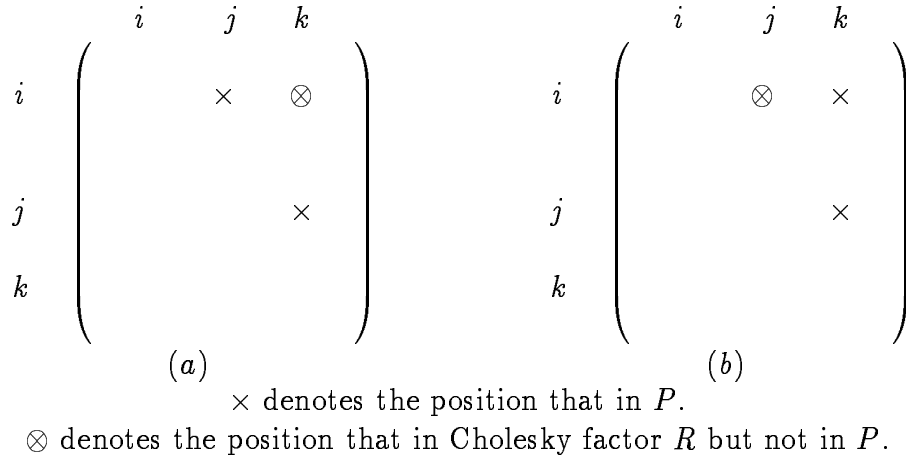 i j k i j k
i × ⊗ i ⊗ ×
j × j ×
k k
(a) (b)
× denotes the position that in P.
⊗ denotes the position that in Cholesky factor R but not in P.